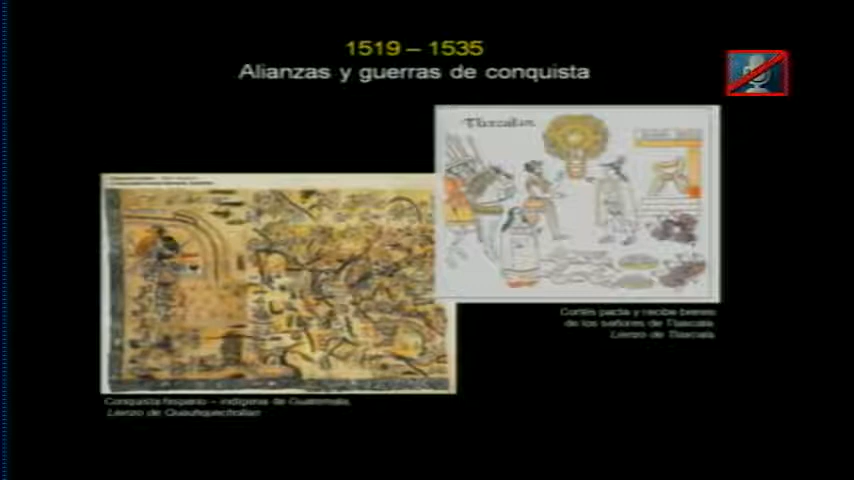 1519 – 1535
Alianzas y guerras de conquista
Tlaxcallan
Cortés pacta y recibe bienes
de los señores de Tlaxcala.
Lienzo de Tlaxcala
Conquista hispano – indígena de Guatemala.
Lienzo de Quauhquechollan